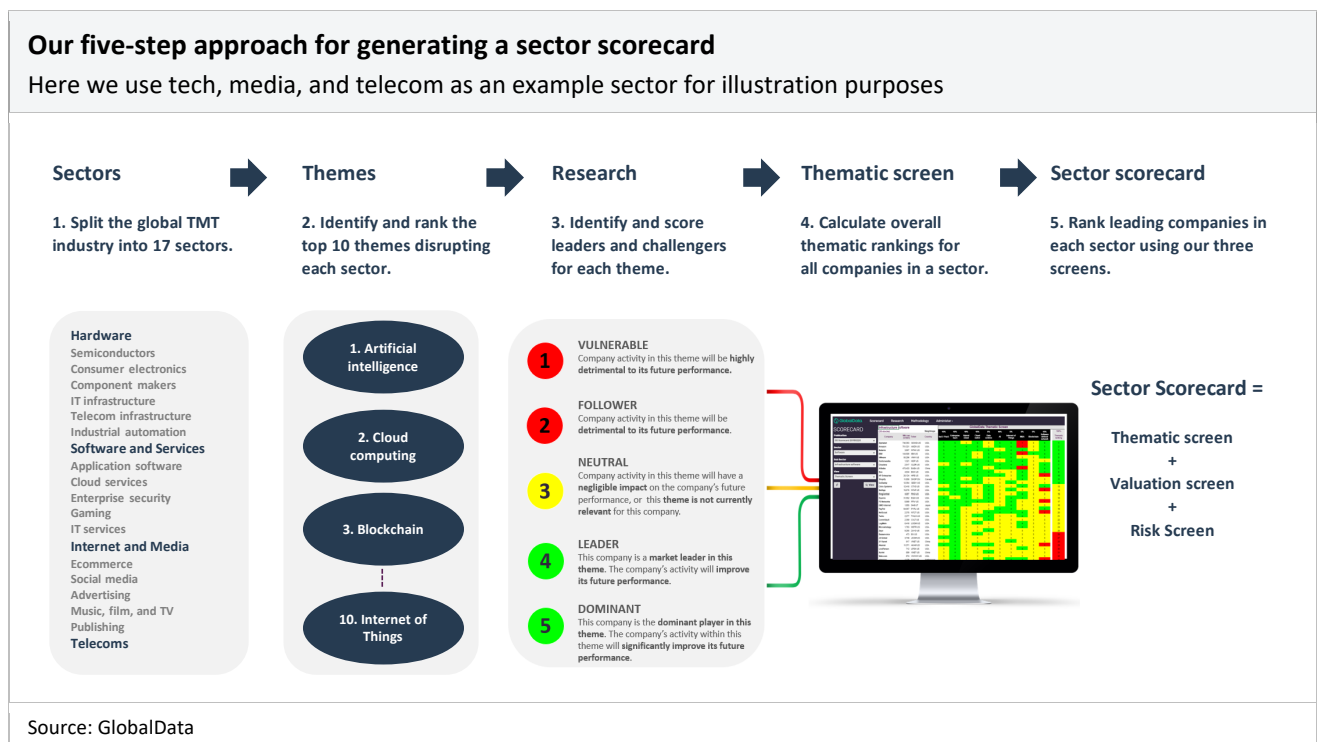 Our five-step approach for generating a sector scorecard
Here we use tech, media, and telecom as an example sector for illustration purposes
Sectors
Themes
Research
Thematic screen
Sector scorecard
1. Split the global TMT
industry into 17 sectors.
2. Identify and rank the
top 10 themes disrupting
each sector.
3. Identify and score
leaders and challengers
for each theme.
4. Calculate overall
thematic rankings for
all companies in a sector.
5. Rank leading companies in
each sector using our three
screens.
Hardware
Semiconductors
Consumer electronics
Component makers
IT infrastructure
Telecom infrastructure
Industrial automation
Software and Services
Application software
Cloud services
Enterprise security
Gaming
IT services
Internet and Media
Ecommerce
Social media
Advertising
Music, film, and TV
Publishing
Telecoms
1. Artificial
intelligence
2. Cloud
computing
3. Blockchain
10. Internet of
Things
1
VULNERABLE
Company activity in this theme will be highly
detrimental to its future performance.
2
FOLLOWER
Company activity in this theme will be
detrimental to its future performance.
3
NEUTRAL
Company activity in this theme will have a
negligible impact on the company's future
performance, or this theme is not currently
relevant for this company.
4
LEADER
This company is a market leader in this
theme. The company's activity will improve
its future performance.
5
DOMINANT
This company is the dominant player in this
theme. The company's activity within this
theme will significantly improve its future
performance.
GlobalData
SCORECARD
Sector Scorecard =
Thematic screen
+
Valuation screen
+
Risk Screen
Source: GlobalData